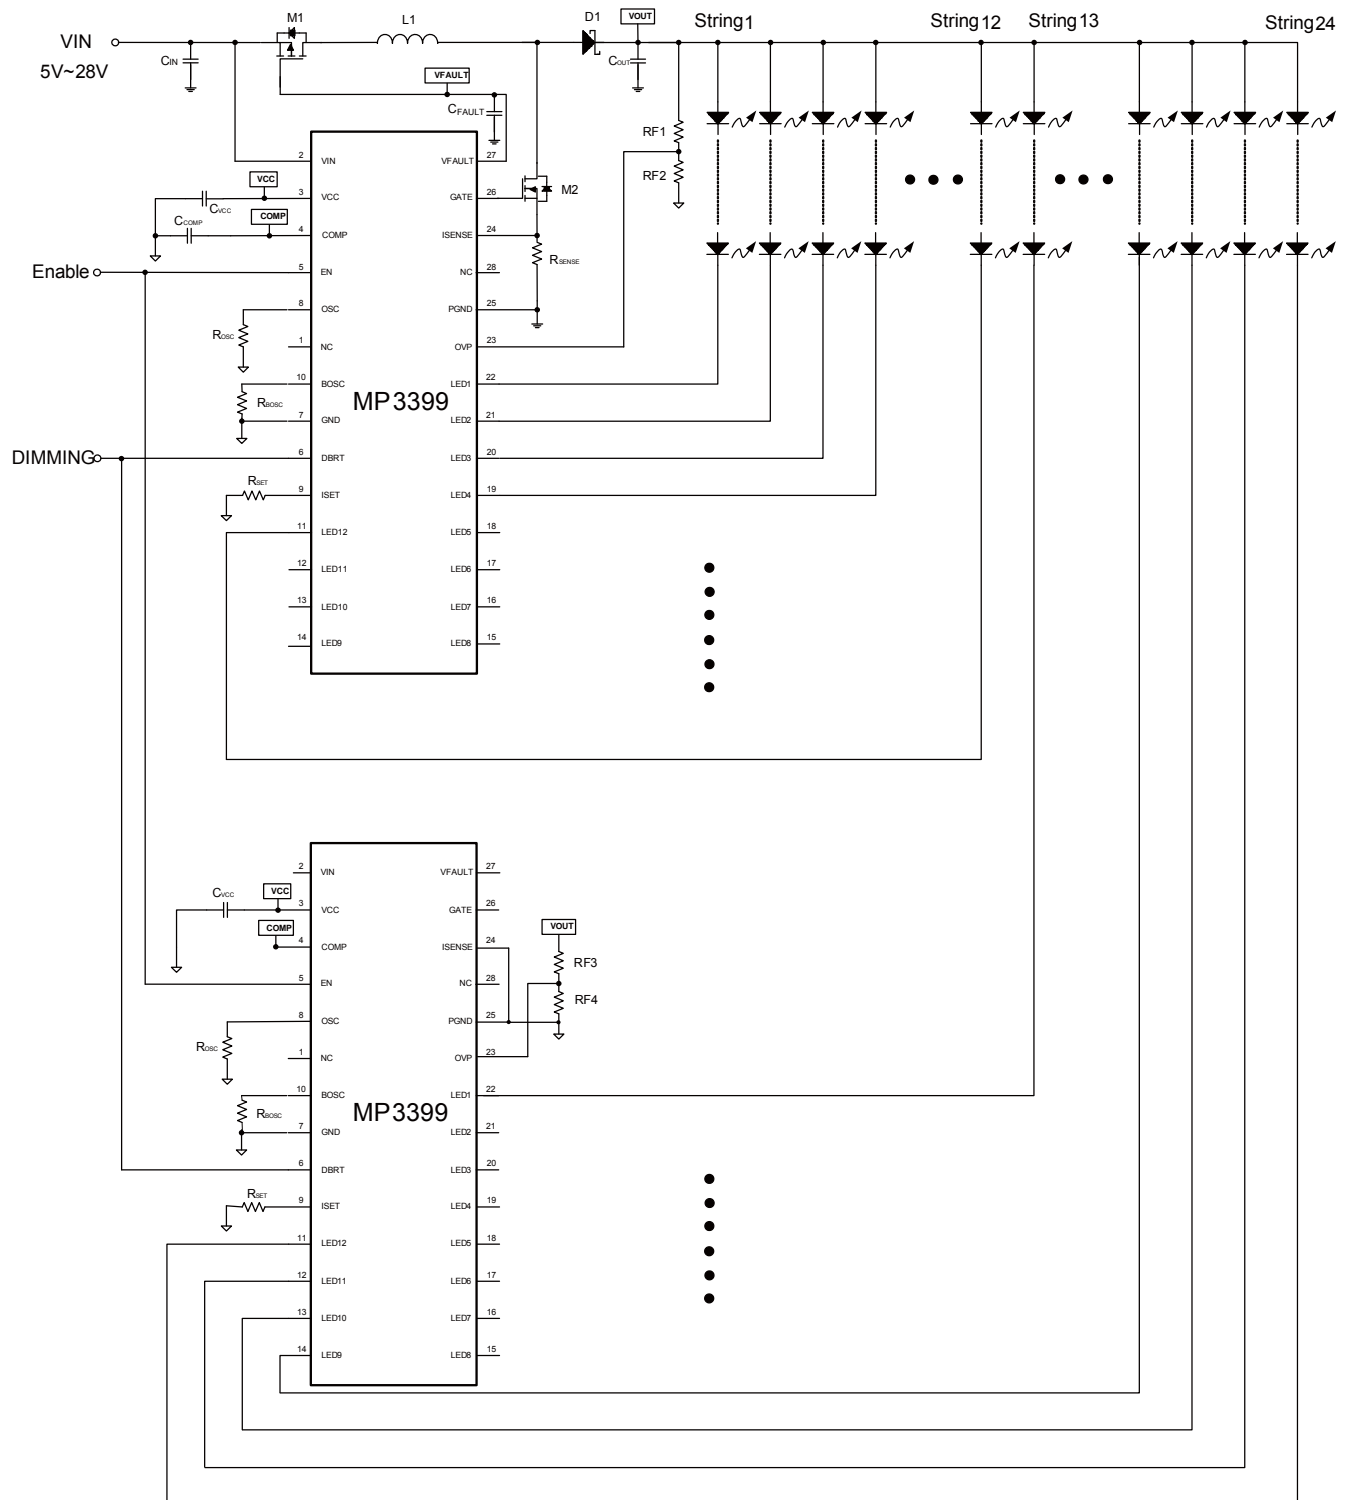 M1
L1
D1
VOUT
String1
String12
String13
String24
VIN
5V~28V
CIN
VFAULT
CFAULT
COUT
RF1
RF2
2
VIN
VFAULT
27
VCC
3
VCC
GATE
26
M2
CVCC
COMP
CCOMP
4
COMP
ISENSE
24
RSENSE
Enable
5
EN
NC
28
8
OSC
PGND
25
ROSC
1
NC
OVP
23
10
BOSC
LED1
22
RBOSC
MP3399
7
GND
LED2
21
DIMMING
6
DBRT
LED3
20
RSET
9
ISET
LED4
19
11
LED12
LED5
18
12
LED11
LED6
17
13
LED10
LED7
16
14
LED9
LED8
15
2
VIN
VFAULT
27
CVCC
VCC
3
VCC
GATE
26
COMP
4
COMP
ISENSE
24
VOUT
RF3
5
EN
NC
28
RF4
8
OSC
PGND
25
ROSC
1
NC
OVP
23
10
BOSC
LED1
22
RBOSC
MP3399
7
GND
LED2
21
6
DBRT
LED3
20
RSET
9
ISET
LED4
19
11
LED12
LED5
18
12
LED11
LED6
17
13
LED10
LED7
16
14
LED9
LED8
15